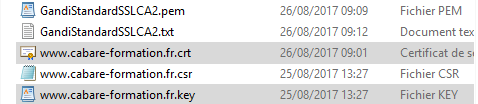 GandiStandardSSLCA2.pem 26/08/2017 09:09 Fichier PEM
GandiStandardSSLCA2.txt 26/08/2017 09:12 Document text
www.cabare-formation.fr.crt 26/08/2017 09:01 Certificat de s
www.cabare-formation.fr.csr 25/08/2017 13:27 Fichier CSR
www.cabare-formation.fr.key 25/08/2017 13:27 Fichier KEY